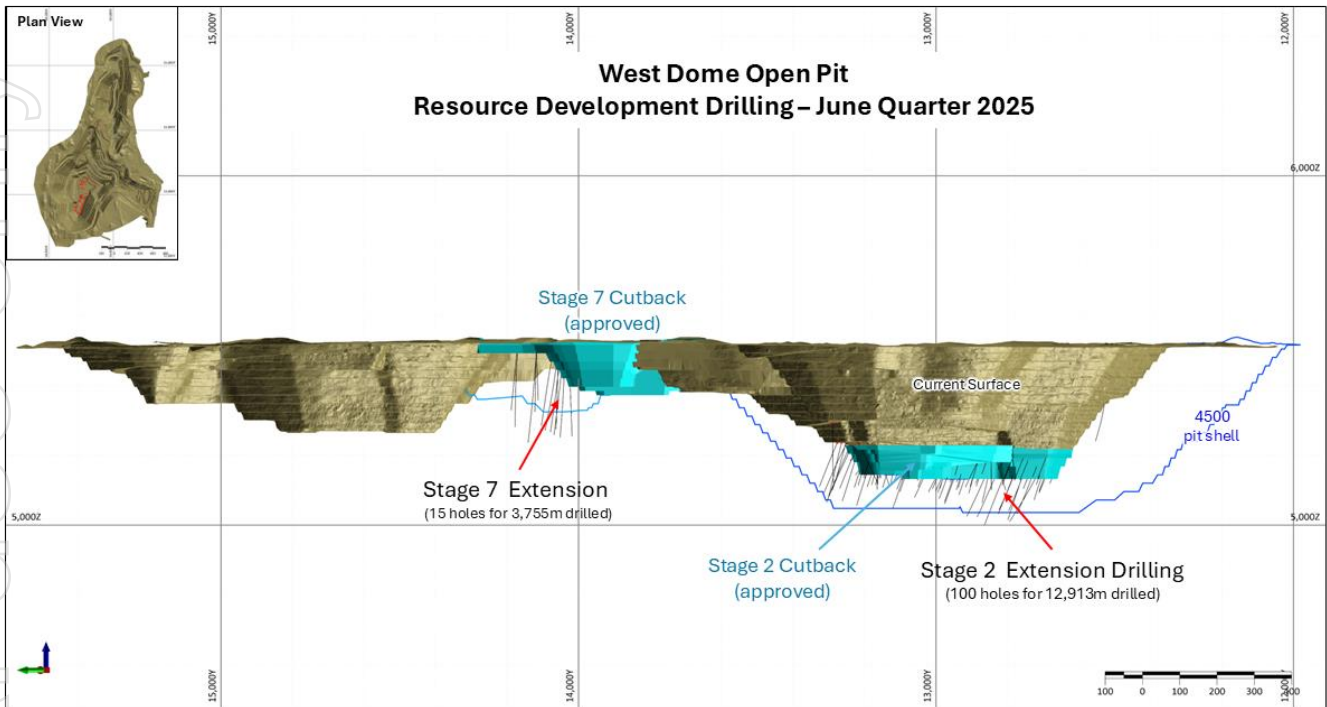 Plan View
15,000Y
14,000Y
13,000Y
12,000Y
West Dome Open Pit
Resource Development Drilling – June Quarter 2025
6,000Z
Stage 7 Cutback
(approved)
Current Surface
4500
pit shell
Stage 7 Extension
(15 holes for 3,755m drilled)
5,000Z
5,000Z
Stage 2 Cutback
(approved)
Stage 2 Extension Drilling
(100 holes for 12,913m drilled)
15,000Y
14,000Y
13,000Y
100 0 100 200 300